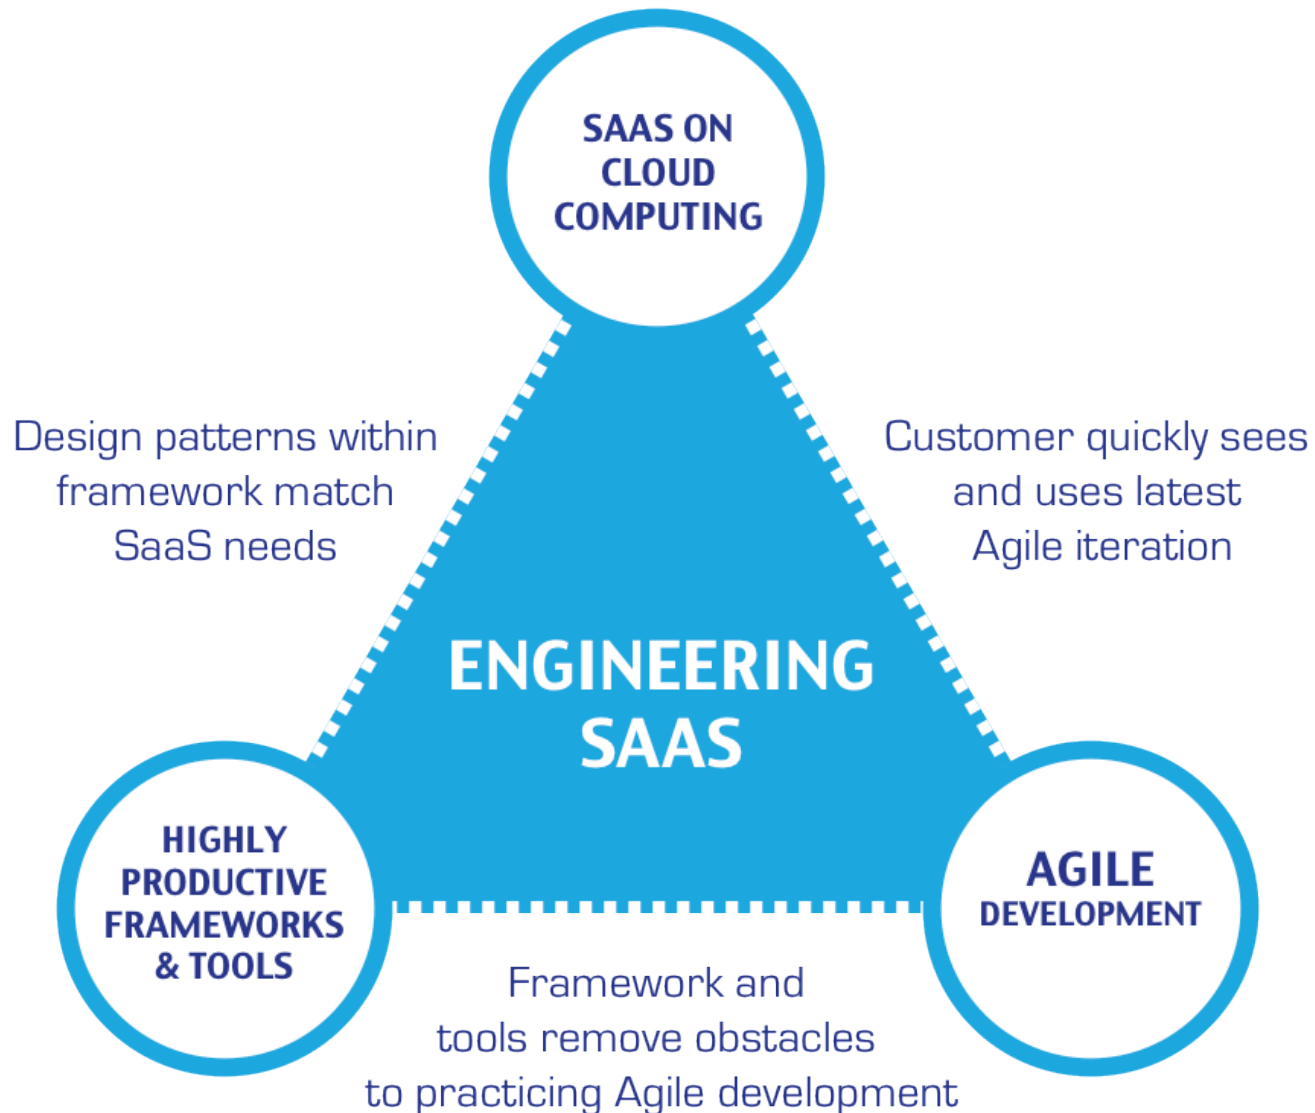 SAAS ON
CLOUD
COMPUTING
Design patterns within
framework match
SaaS needs
Customer quickly sees
and uses latest
Agile iteration
ENGINEERING
SAAS
HIGHLY
PRODUCTIVE
FRAMEWORKS
& TOOLS
AGILE
DEVELOPMENT
Framework and
tools remove obstacles
to practicing Agile development